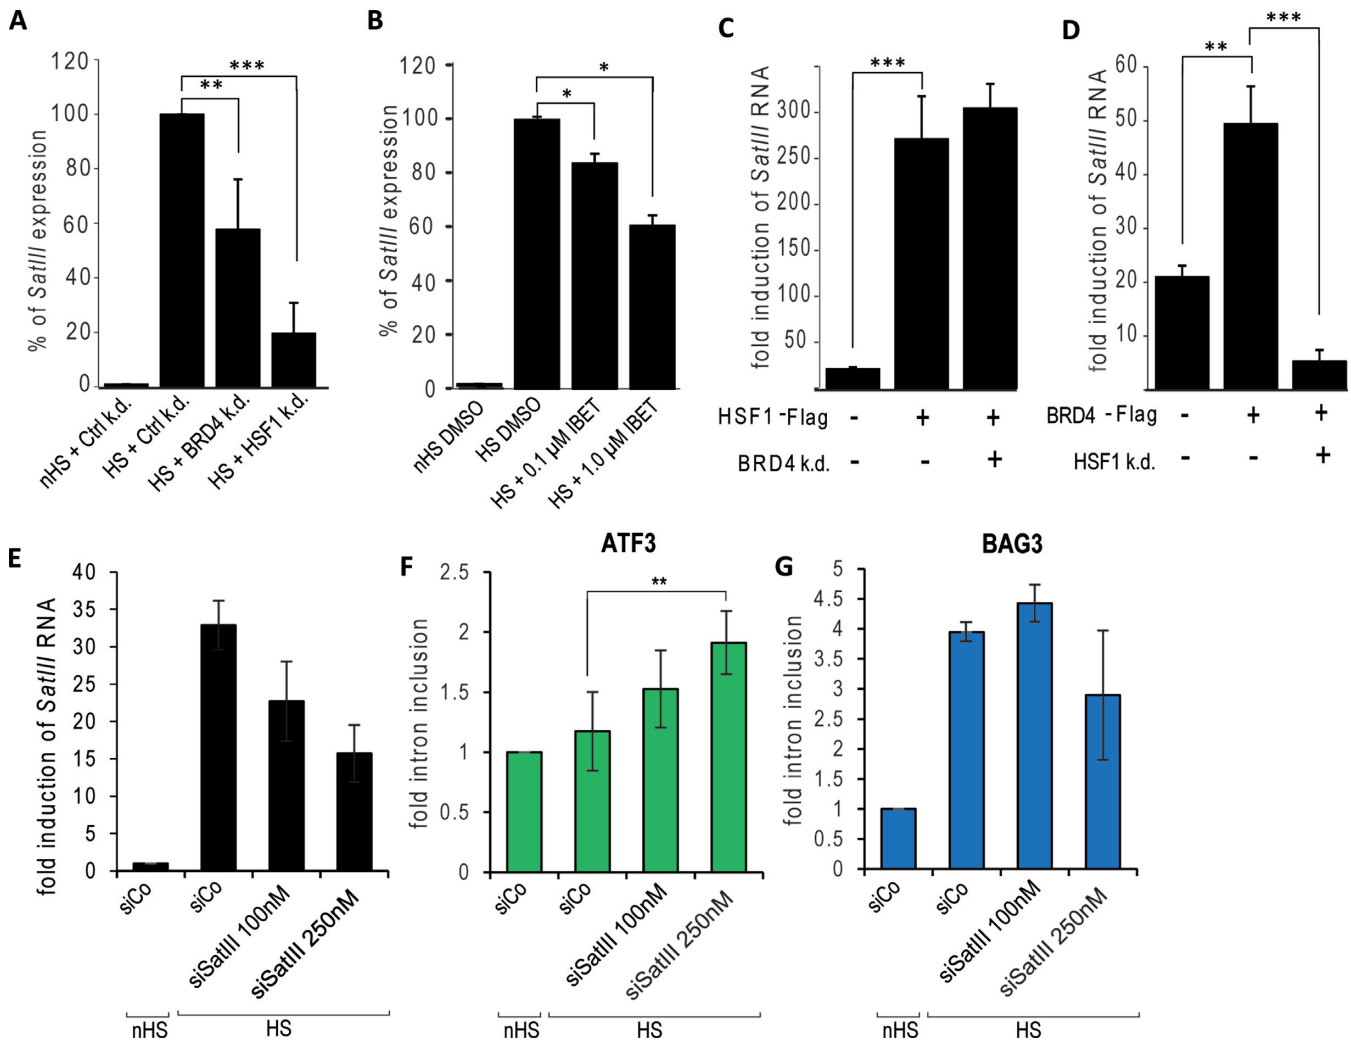 A
% of SatIII expression
120
100
80
60
40
20
0
***
**
nHS + Ctrl k.d.
HS + Ctrl k.d.
HS + BRD4 k.d.
HS + HSF1 k.d.
B
% of SatIII expression
120
100
80
60
40
20
0
*
*
nHS DMSO
HS DMSO
HS + 0.1 µM IBET
HS + 1.0 µM IBET
C
fold induction of SatIII RNA
300
250
200
150
100
50
***
HSF1 -Flag - + +
BRD4 k.d. - - +
D
fold induction of SatIII RNA
60
50
40
30
20
10
***
**
BRD4 -Flag - + +
HSF1 k.d. - - +
E
fold induction of SatIII RNA
40
35
30
25
20
15
10
5
0
siCo
siCo
siSatIII 100nM
siSatIII 250nM
nHS HS
F
ATF3
fold intron inclusion
2.5
2
1.5
1
0.5
0
**
siCo
siCo
siSatIII 100nM
siSatIII 250nM
nHS HS
G
BAG3
fold intron inclusion
5
4.5
4
3.5
3
2.5
2
1.5
1
0.5
0
siCo
siCo
siSatIII 100nM
siSatIII 250nM
nHS HS